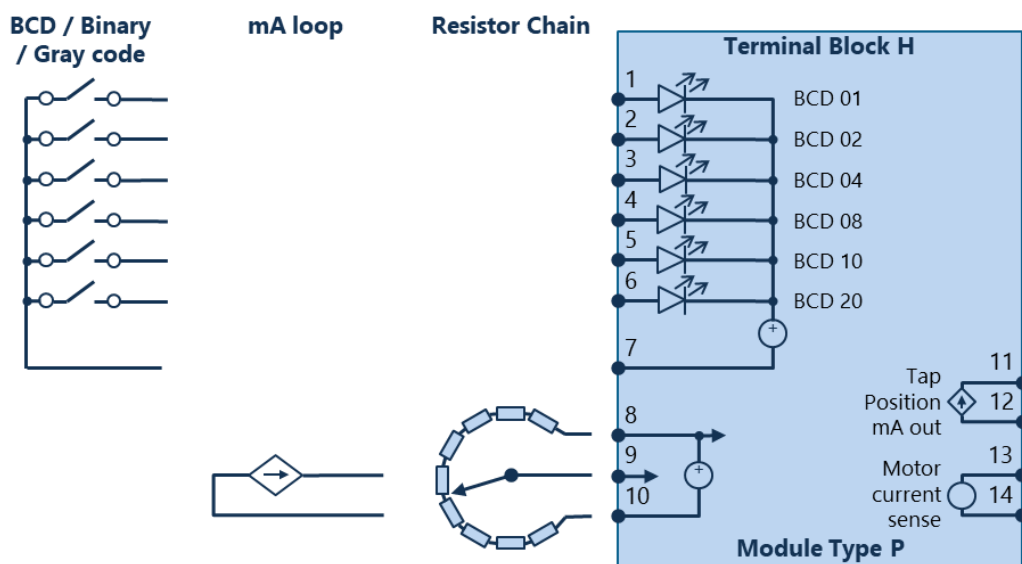 BCD / Binary
/ Gray code
mA loop
Resistor Chain
Terminal Block H
1
BCD 01
2
BCD 02
3
BCD 04
4
BCD 08
5
BCD 10
6
BCD 20
+
7
8
9
+
10
Tap
Position
mA out
11
12
Motor
current
sense
13
14
Module Type P